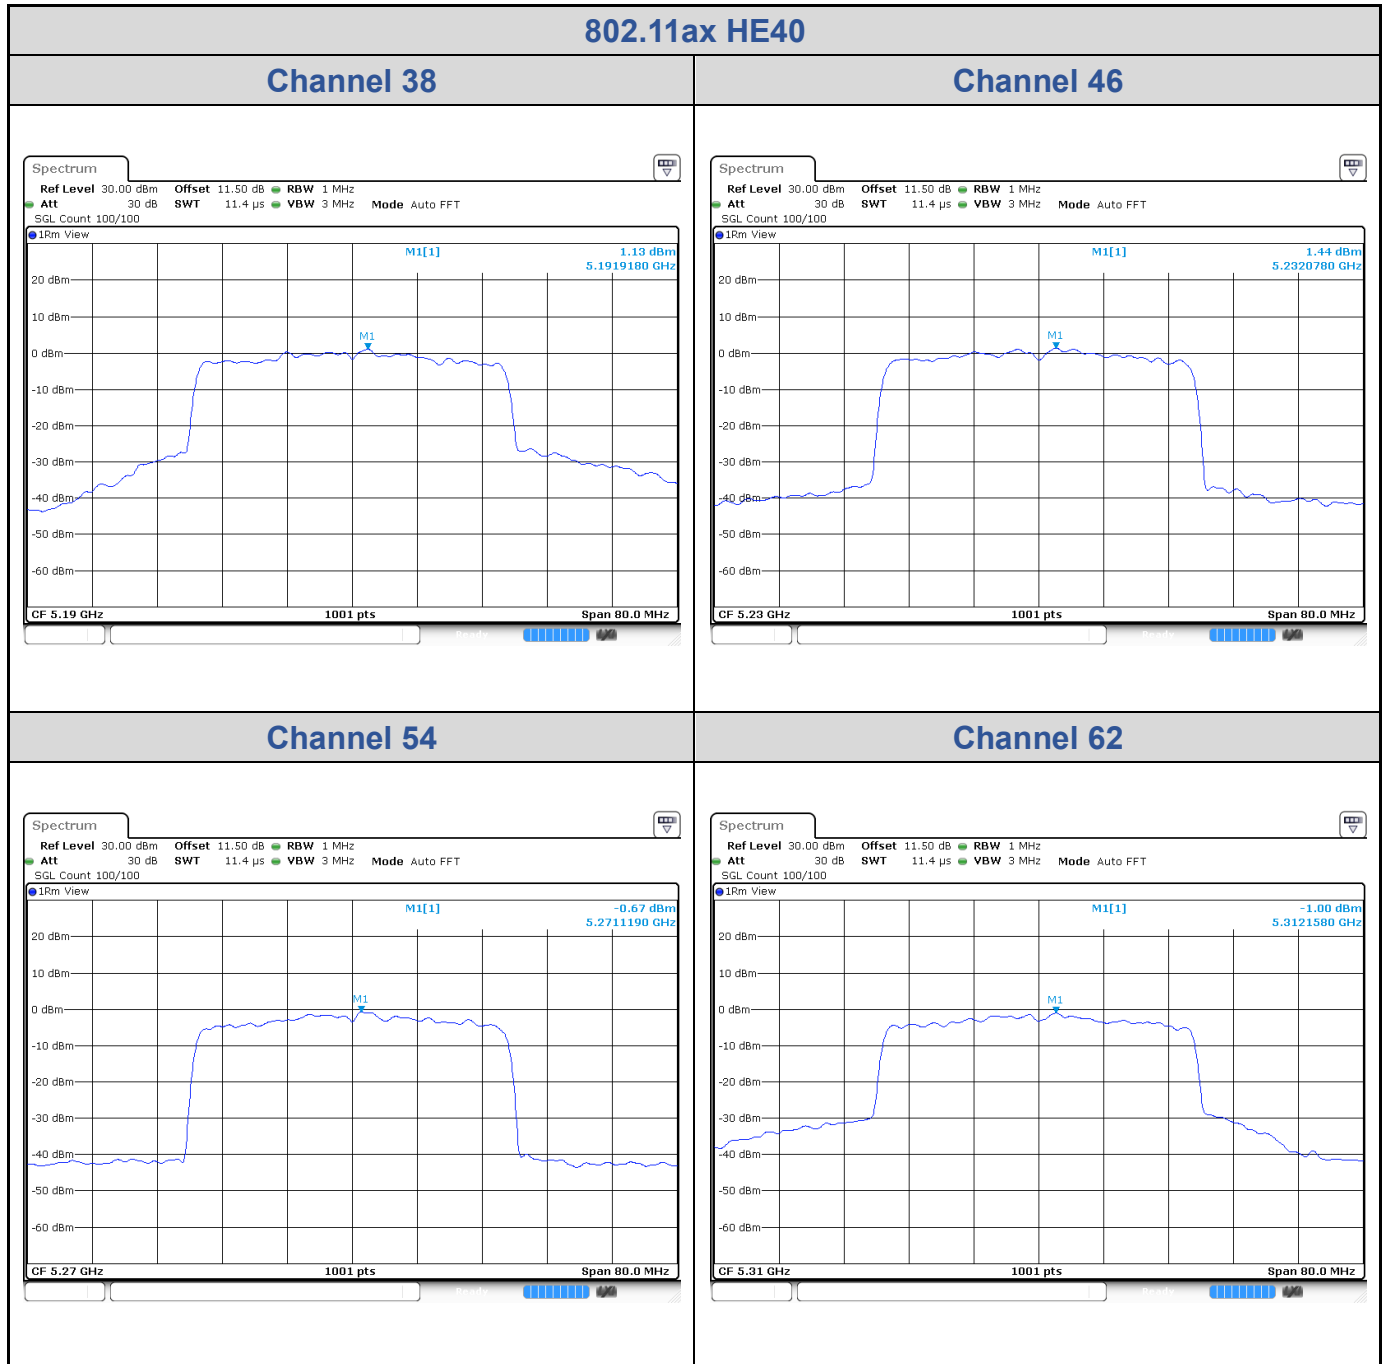 802.11ax HE40
Channel 38
Spectrum
Ref Level 30.00 dBm Offset 11.50 dB RBW 1 MHz
Att 30 dB SWT 11.4 µs VBW 3 MHz Mode Auto FFT
SGL Count 100/100
1Rm View
M1[1] 1.13 dBm
5.1919180 GHz
20 dBm
10 dBm
M1
0 dBm
-10 dBm
-20 dBm
-30 dBm
-40 dBm
-50 dBm
-60 dBm
CF 5.19 GHz 1001 pts Span 80.0 MHz
Ready
Channel 46
Spectrum
Ref Level 30.00 dBm Offset 11.50 dB RBW 1 MHz
Att 30 dB SWT 11.4 µs VBW 3 MHz Mode Auto FFT
SGL Count 100/100
1Rm View
M1[1] 1.44 dBm
5.2320780 GHz
20 dBm
10 dBm
M1
0 dBm
-10 dBm
-20 dBm
-30 dBm
-40 dBm
-50 dBm
-60 dBm
CF 5.23 GHz 1001 pts Span 80.0 MHz
Ready
Channel 54
Spectrum
Ref Level 30.00 dBm Offset 11.50 dB RBW 1 MHz
Att 30 dB SWT 11.4 µs VBW 3 MHz Mode Auto FFT
SGL Count 100/100
1Rm View
M1[1] -0.67 dBm
5.2711190 GHz
20 dBm
10 dBm
M1
0 dBm
-10 dBm
-20 dBm
-30 dBm
-40 dBm
-50 dBm
-60 dBm
CF 5.27 GHz 1001 pts Span 80.0 MHz
Ready
Channel 62
Spectrum
Ref Level 30.00 dBm Offset 11.50 dB RBW 1 MHz
Att 30 dB SWT 11.4 µs VBW 3 MHz Mode Auto FFT
SGL Count 100/100
1Rm View
M1[1] -1.00 dBm
5.3121580 GHz
20 dBm
10 dBm
M1
0 dBm
-10 dBm
-20 dBm
-30 dBm
-40 dBm
-50 dBm
-60 dBm
CF 5.31 GHz 1001 pts Span 80.0 MHz
Ready